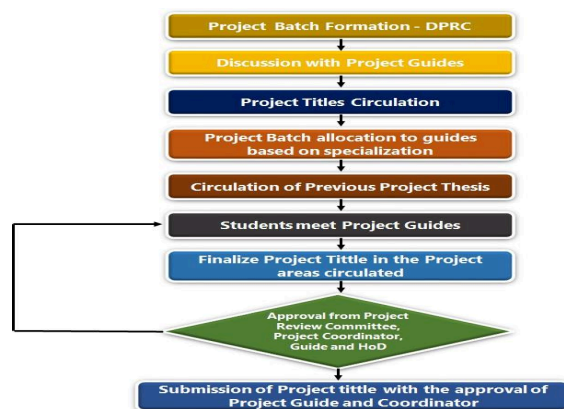 Project Batch Formation - DPRC
Discussion with Project Guides
Project Titles Circulation
Project Batch allocation to guides
based on specialization
Circulation of Previous Project Thesis
Students meet Project Guides
Finalize Project Tittle in the Project
areas circulated
Approval from Project
Review Committee,
Project Coordinator,
Guide and HoD
Submission of Project tittle with the approval of
Project Guide and Coordinator